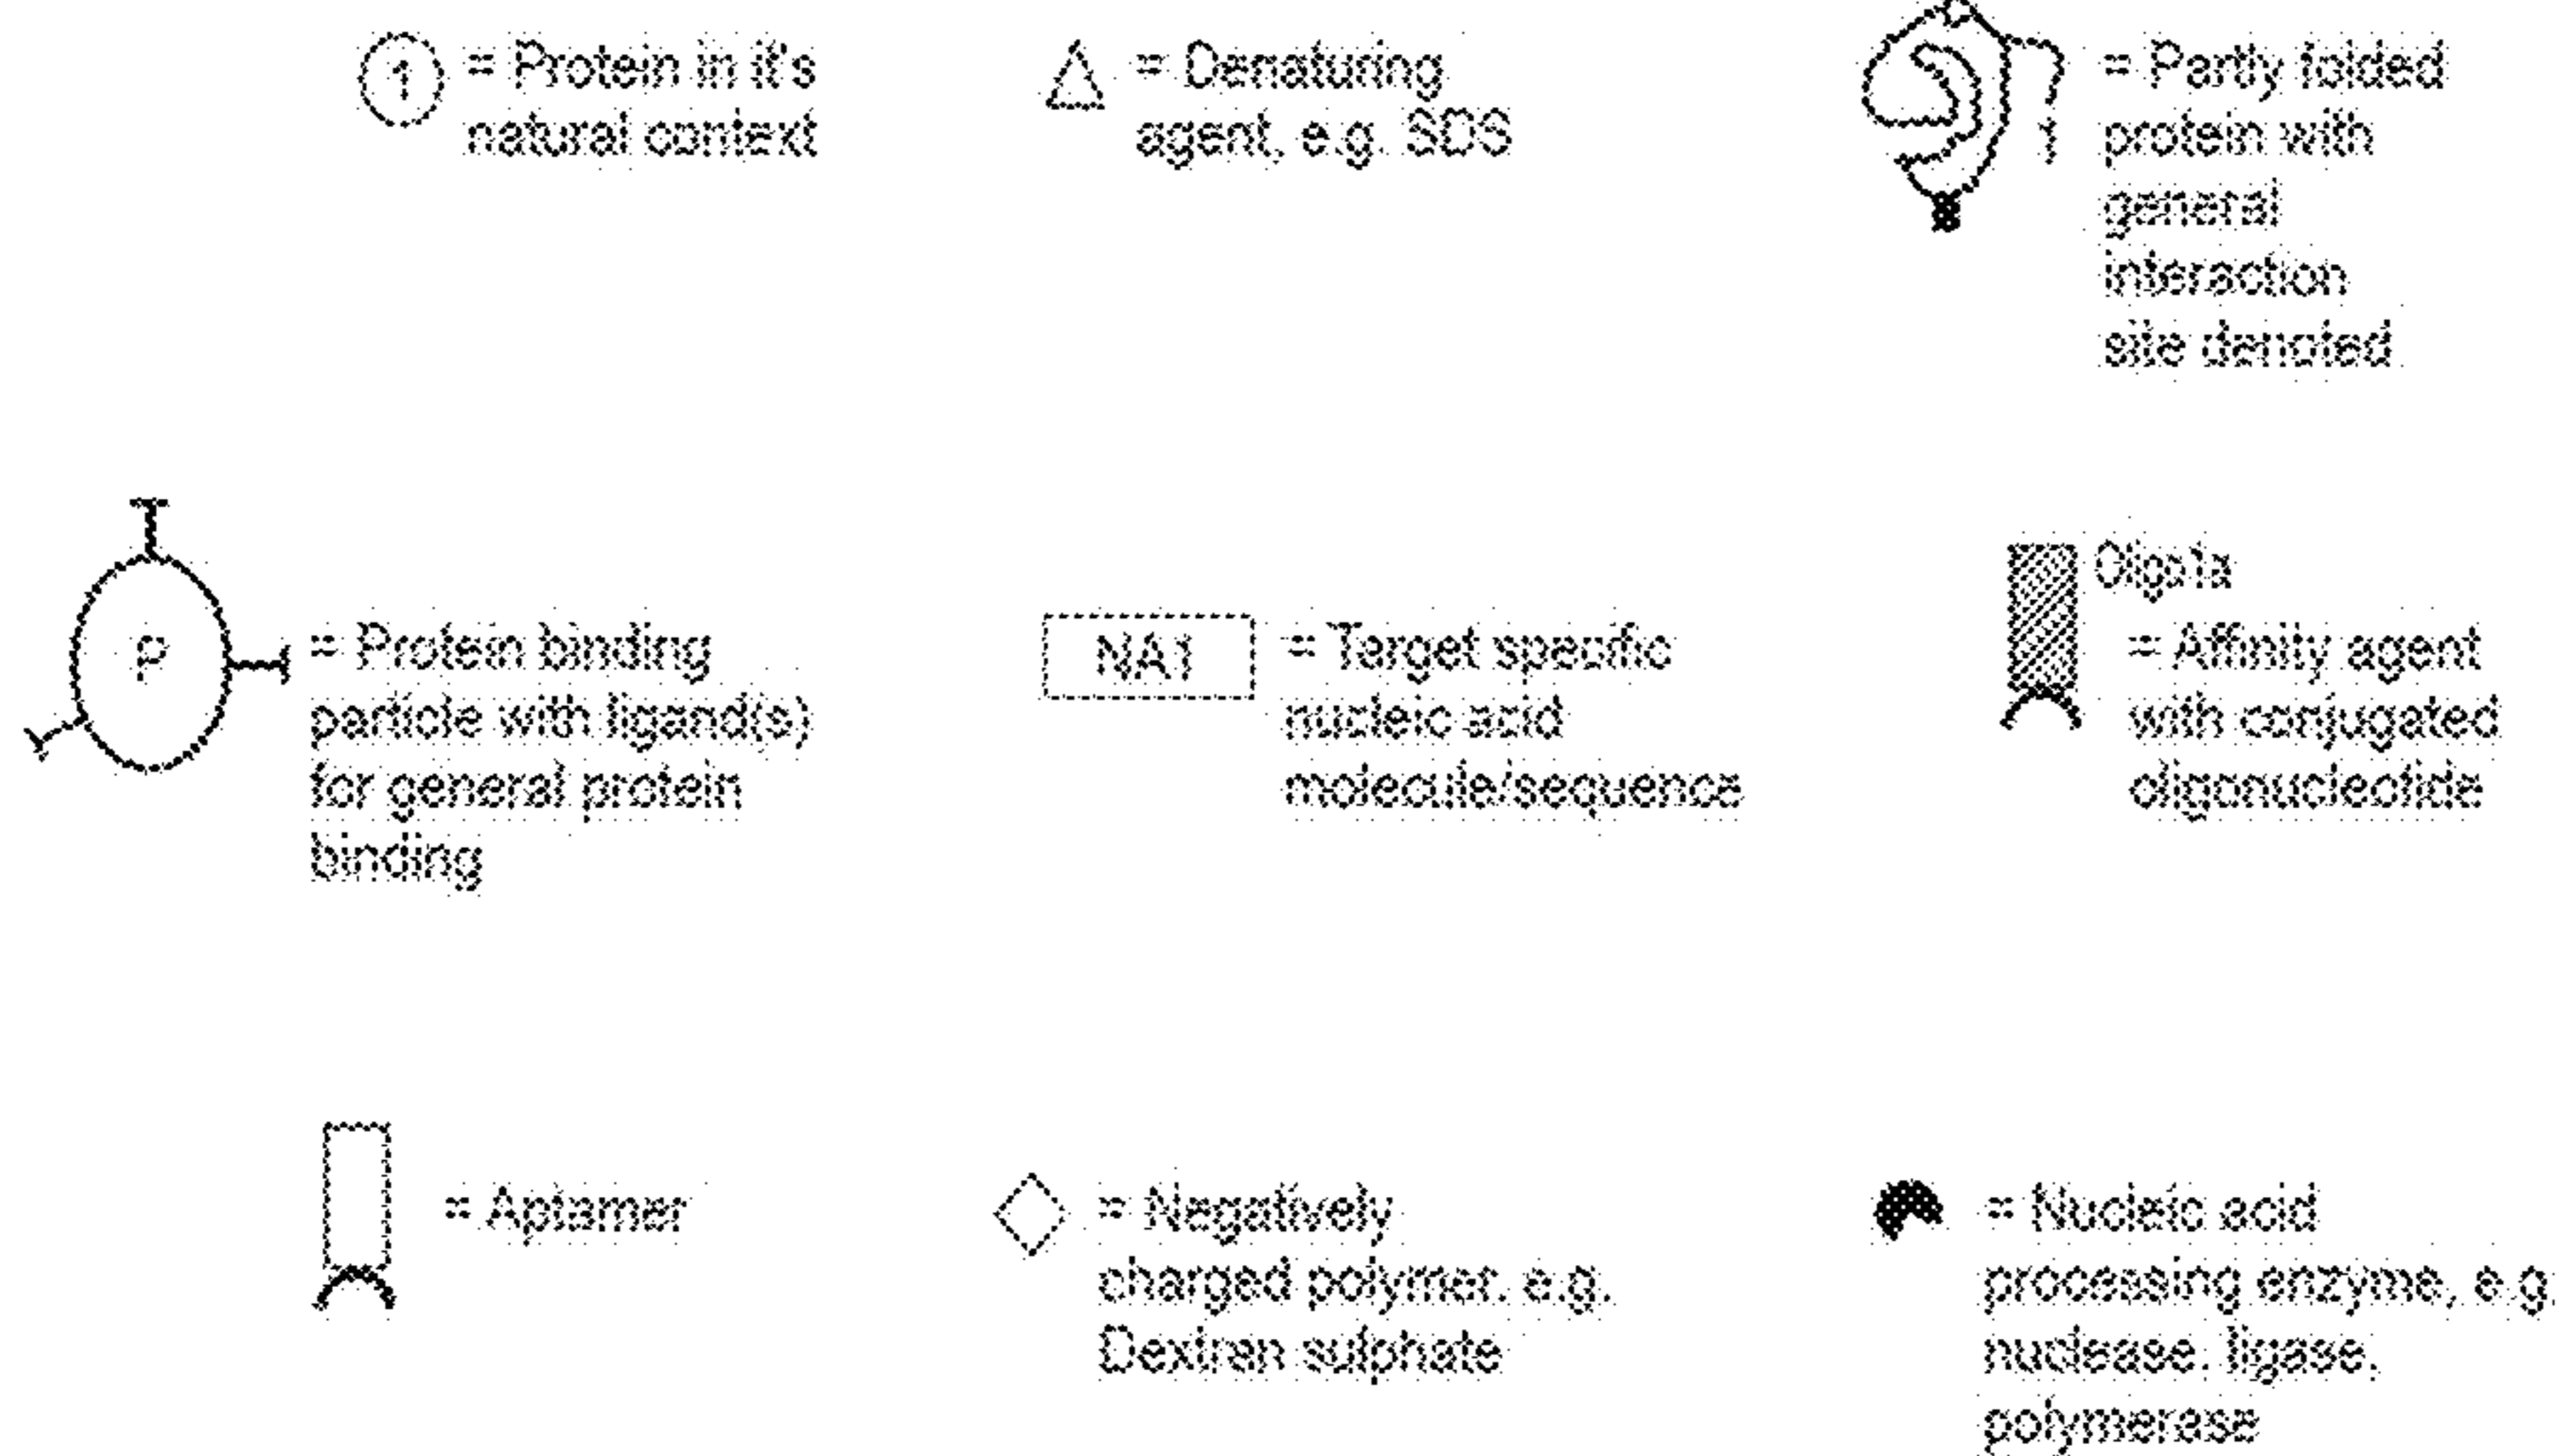 1 = Protein in it's
natural context
= Denaturing
agent, e.g. SDS
1 = Partly folded
protein with
general
interaction
site denoted
P = Protein binding
particle with ligand(s)
for general protein
binding
NA1 = Target specific
nucleic acid
molecule/sequence
Oligo1a
= Affinity agent
with conjugated
oligonucleotide
= Aptamer
= Negatively
charged polymer, e.g.
Dextran sulphate
= Nucleic acid
processing enzyme, e.g.
nuclease, ligase,
polymerase